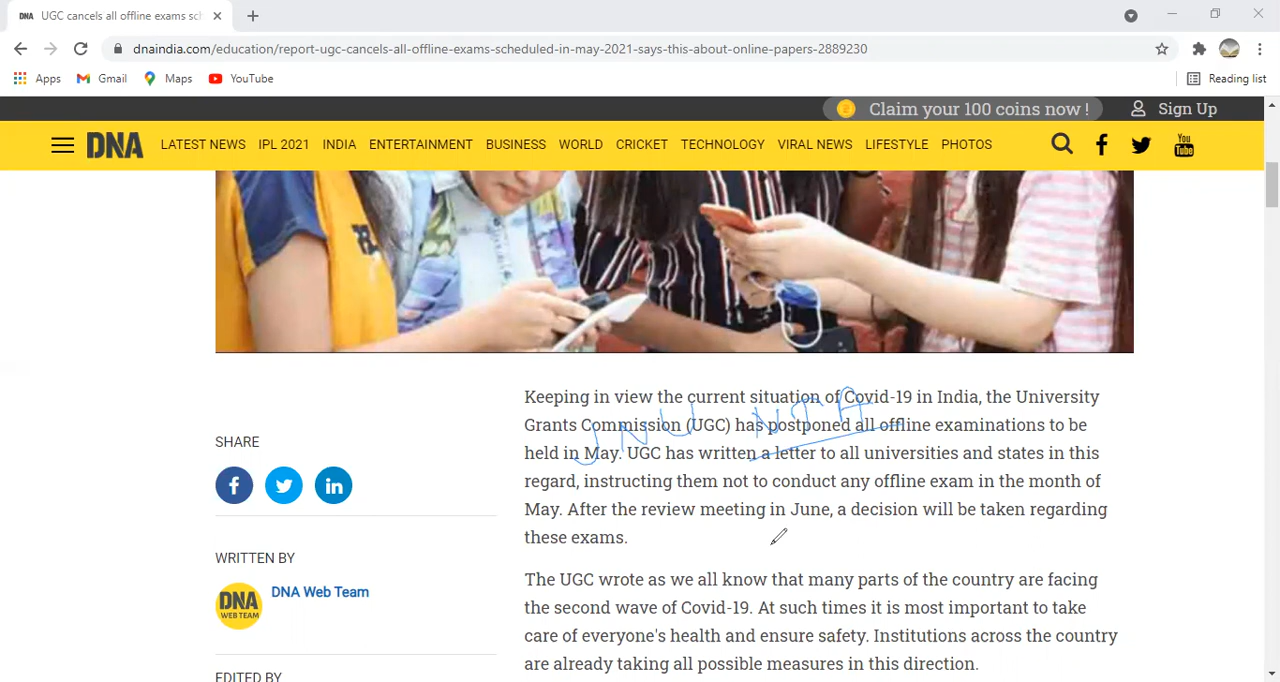 DNA UGC cancels all offline exams sch
dnaindia.com/education/report-ugc-cancels-all-offline-exams-scheduled-in-may-2021-says-this-about-online-papers-2889230
Apps Gmail Maps YouTube Reading list
Claim your 100 coins now ! Sign Up
DNA LATEST NEWS IPL 2021 INDIA ENTERTAINMENT BUSINESS WORLD CRICKET TECHNOLOGY VIRAL NEWS LIFESTYLE PHOTOS You Tube
Keeping in view the current situation of Covid-19 in India, the University
Grants Commission (UGC) has postponed all offline examinations to be
held in May. UGC has written a letter to all universities and states in this
regard, instructing them not to conduct any offline exam in the month of
May. After the review meeting in June, a decision will be taken regarding
these exams.
JNU NTA
The UGC wrote as we all know that many parts of the country are facing
the second wave of Covid-19. At such times it is most important to take
care of everyone's health and ensure safety. Institutions across the country
are already taking all possible measures in this direction.
SHARE
WRITTEN BY
DNA WEB TEAM
DNA Web Team
EDITED BY